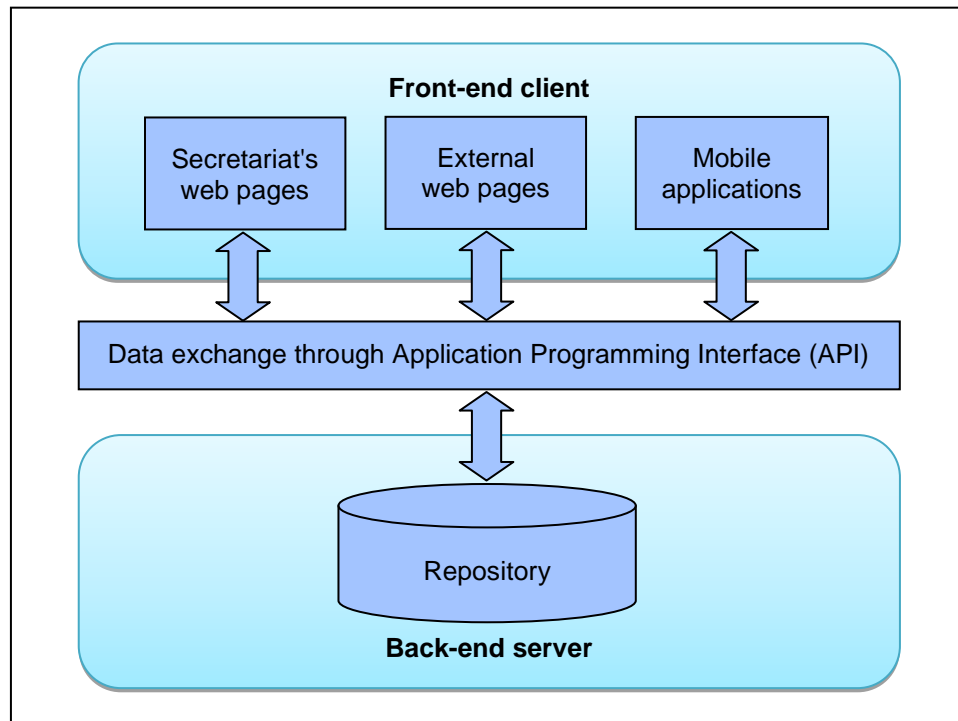 Front-end client
Secretariat's
web pages
External
web pages
Mobile
applications
Data exchange through Application Programming Interface (API)
Repository
Back-end server